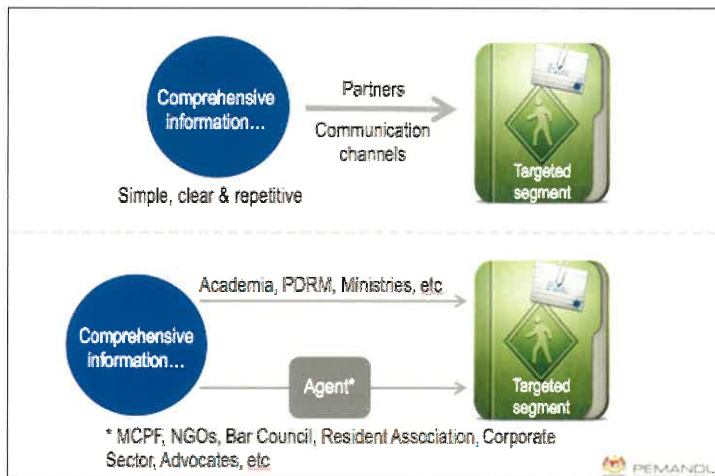 Comprehensive
information...
Partners
Communication
channels
Targeted
segment
Simple, clear & repetitive
Academia, PDRM, Ministries, etc
Comprehensive
information...
Agent*
Targeted
segment
* MCPF, NGOs, Bar Council, Resident Association, Corporate
Sector, Advocates, etc
PEMANDU